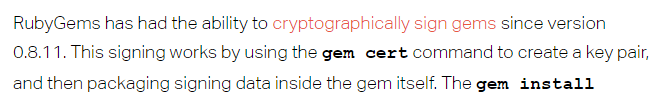 RubyGems has had the ability to cryptographically sign gems since version
0.8.11. This signing works by using the gem cert command to create a key pair,
and then packaging signing data inside the gem itself. The gem install